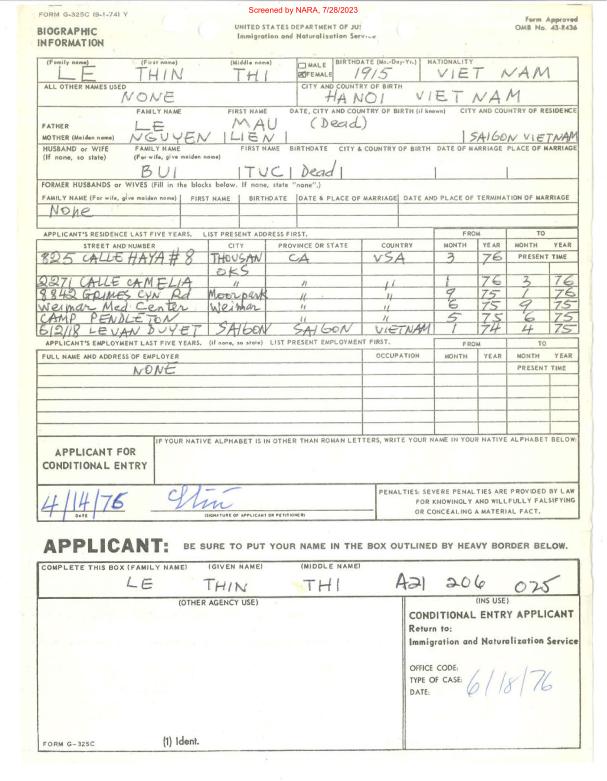 Screened by NARA, 7/28/2023
FORM G-325C (9-1-74) Y
BIOGRAPHIC INFORMATION
UNITED STATES DEPARTMENT OF JUS
Immigration and Naturalization Service
Form Approved
OMB No. 43-R436
(Family name) (First name) (Middle name) MALE FEMALE BIRTHDATE (Mo.-Day-Yr.) NATIONALITY
LE THIN THI 1915 VIET NAM
ALL OTHER NAMES USED CITY AND COUNTRY OF BIRTH
NONE HANOI VIET NAM
FAMILY NAME FIRST NAME DATE, CITY AND COUNTRY OF BIRTH (if known) CITY AND COUNTRY OF RESIDENCE
FATHER LE MAU (Dead)
MOTHER (Maiden name) NGUYEN LIEN SAIGON VIETNAM
HUSBAND or WIFE (If none, so state) FAMILY NAME (For wife, give maiden name) FIRST NAME BIRTHDATE CITY & COUNTRY OF BIRTH DATE OF MARRIAGE PLACE OF MARRIAGE
BUI TUC Dead
FORMER HUSBANDS or WIVES (Fill in the blocks below. If none, state "none".)
FAMILY NAME (For wife, give maiden name) FIRST NAME BIRTHDATE DATE & PLACE OF MARRIAGE DATE AND PLACE OF TERMINATION OF MARRIAGE
None
APPLICANT'S RESIDENCE LAST FIVE YEARS. LIST PRESENT ADDRESS FIRST. FROM TO
STREET AND NUMBER CITY PROVINCE OR STATE COUNTRY MONTH YEAR MONTH YEAR
825 CALLE HAYA #8 THOUSAN OKS CA USA 3 76 PRESENT TIME
2271 CALLE CAMELIA " " " 1 76 3 76
8842 GRIMES CYN Rd Moorpark " " 9 75 1 76
Weimar Med Center Weimar " " 6 75 9 75
CAMP PENDLETON " " 5 75 6 75
612/18 LEVAN DUYET SAIGON SAIGON VIETNAM 1 74 4 75
APPLICANT'S EMPLOYMENT LAST FIVE YEARS. (If none, so state) LIST PRESENT EMPLOYMENT FIRST. FROM TO
FULL NAME AND ADDRESS OF EMPLOYER OCCUPATION MONTH YEAR MONTH YEAR
NONE PRESENT TIME
APPLICANT FOR CONDITIONAL ENTRY
IF YOUR NATIVE ALPHABET IS IN OTHER THAN ROMAN LETTERS, WRITE YOUR NAME IN YOUR NATIVE ALPHABET BELOW:
4/14/76
DATE
(SIGNATURE OF APPLICANT OR PETITIONER)
PENALTIES: SEVERE PENALTIES ARE PROVIDED BY LAW
FOR KNOWINGLY AND WILLFULLY FALSIFYING
OR CONCEALING A MATERIAL FACT.
APPLICANT: BE SURE TO PUT YOUR NAME IN THE BOX OUTLINED BY HEAVY BORDER BELOW.
COMPLETE THIS BOX (FAMILY NAME) (GIVEN NAME) (MIDDLE NAME)
LE THIN THI A21 206 025
(OTHER AGENCY USE) (INS USE)
CONDITIONAL ENTRY APPLICANT
Return to:
Immigration and Naturalization Service
OFFICE CODE:
TYPE OF CASE:
DATE: 6/18/76
FORM G-325C (1) Ident.